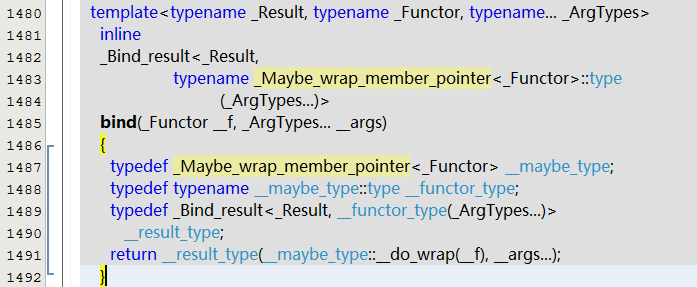 1480 template<typename _Result, typename _Functor, typename... _ArgTypes>
1481 inline
1482 _Bind_result<_Result,
1483 typename _Maybe_wrap_member_pointer<_Functor>::type
1484 (_ArgTypes...)>
1485 bind(_Functor __f, _ArgTypes... __args)
1486 {
1487 typedef _Maybe_wrap_member_pointer<_Functor> __maybe_type;
1488 typedef typename __maybe_type::type __functor_type;
1489 typedef _Bind_result<_Result, __functor_type(_ArgTypes...)>
1490 __result_type;
1491 return __result_type(__maybe_type::__do_wrap(__f), __args...);
1492 }